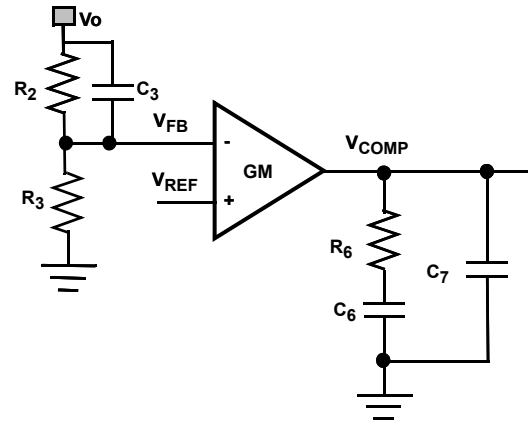 Vo
R2
C3
VFB
-
GM
VCOMP
VREF
+
R3
R6
C7
C6